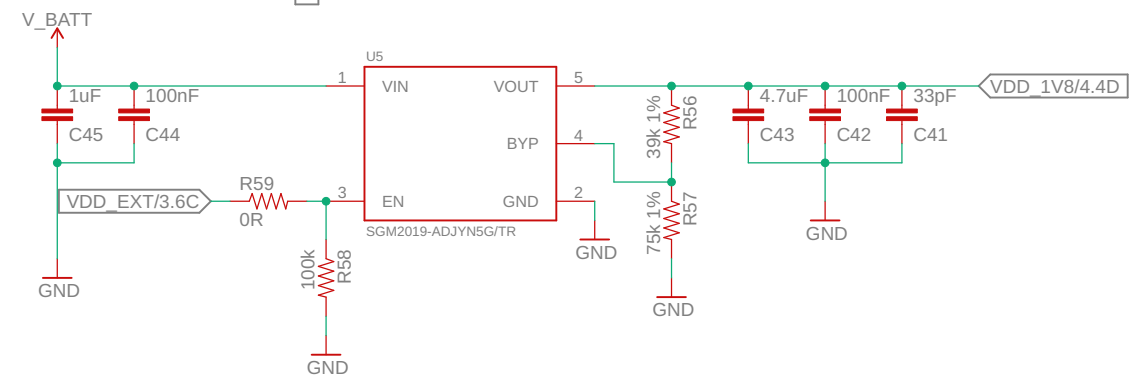 V_BATT
U5
1
VIN
VOUT
5
VDD_1V8/4.4D
1uF
100nF
C45
C44
4
BYP
39k 1%
R56
4.7uF
100nF
33pF
C43
C42
C41
VDD_EXT/3.6C
R59
0R
3
EN
GND
2
SGM2019-ADJYN5G/TR
75k 1%
R57
GND
GND
100k
R58
GND
GND
GND